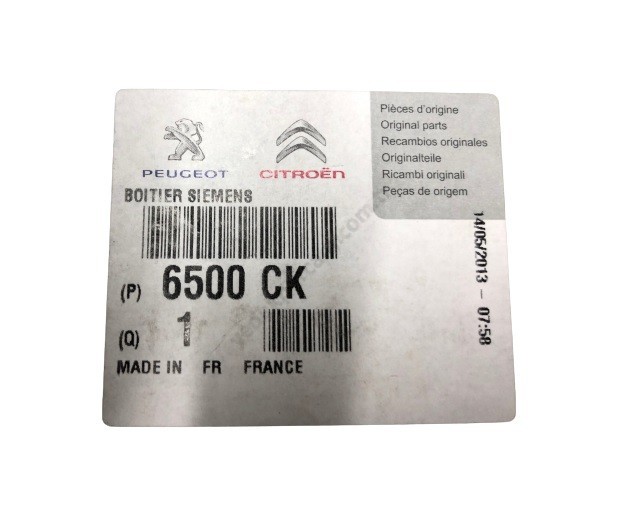 PEUGEOT
CITROËN
Pièces d'origine
Original parts
Recambios originales
Originalteile
Ricambi originali
Peças de origem
BOITIER SIEMENS
(P) 6500 CK
(Q) 1
MADE IN FR FRANCE
14/05/2013 - 07:58